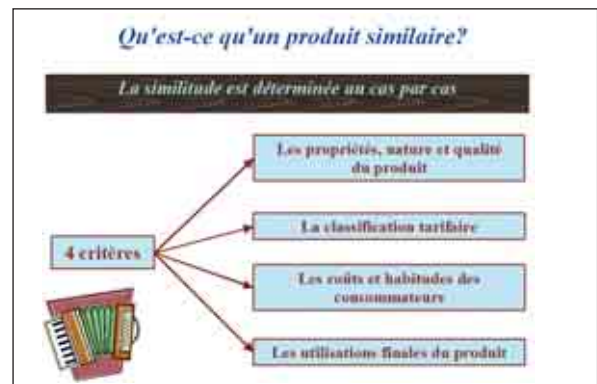 Qu'est-ce qu'un produit similaire?
La similitude est déterminée au cas par cas
Les propriétés, nature et qualité
du produit
La classification tarifaire
4 critères
Les coûts et habitudes des
consommateurs
Les utilisations finales du produit